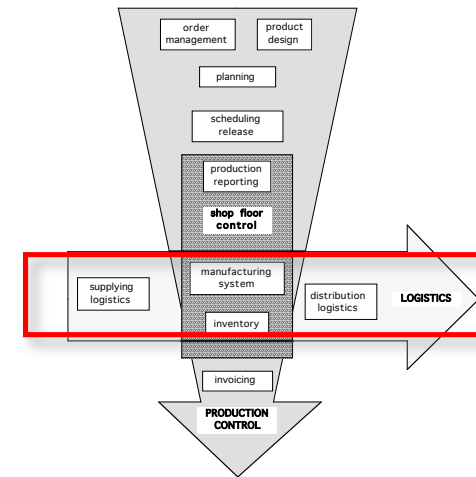 order
management
product
design
planning
scheduling
release
production
reporting
shop floor
control
supplying
logistics
manufacturing
system
distribution
logistics
LOGISTICS
inventory
invoicing
PRODUCTION
CONTROL